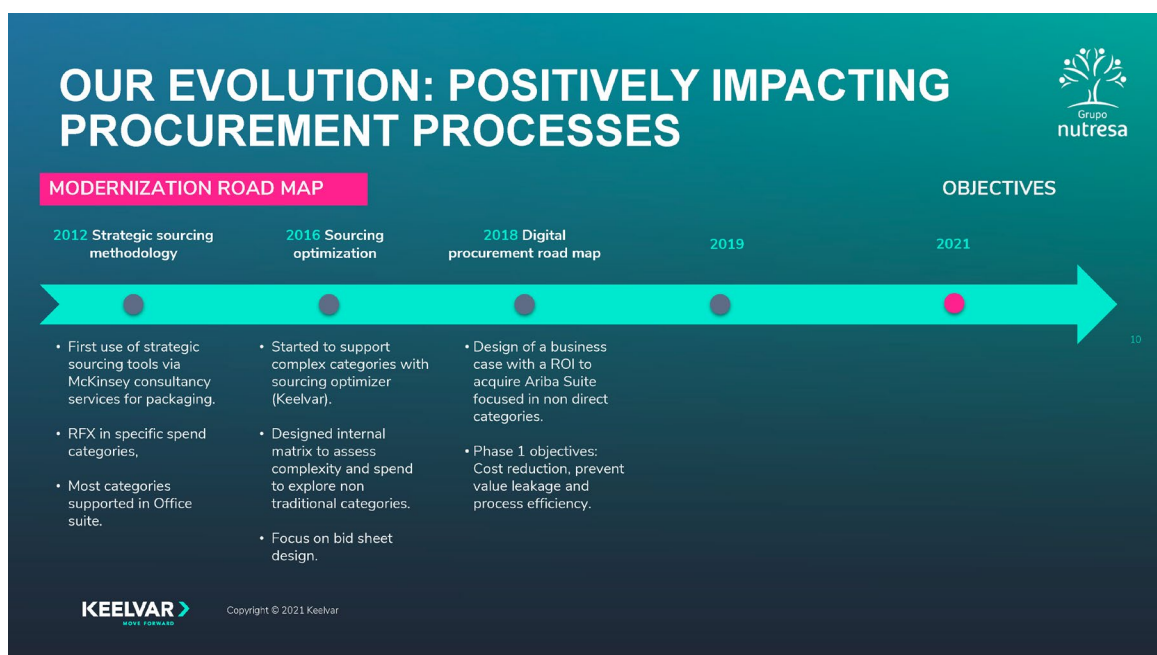 OUR EVOLUTION: POSITIVELY IMPACTING
PROCUREMENT PROCESSES
Grupo
nutresa
MODERNIZATION ROAD MAP
OBJECTIVES
2012 Strategic sourcing
methodology
2016 Sourcing
optimization
2018 Digital
procurement road map
2019
2021
• First use of strategic
sourcing tools via
McKinsey consultancy
services for packaging.
• RFX in specific spend
categories,
• Most categories
supported in Office
suite.
• Started to support
complex categories with
sourcing optimizer
(Keelvar).
• Designed internal
matrix to assess
complexity and spend
to explore non
traditional categories.
• Focus on bid sheet
design.
• Design of a business
case with a ROI to
acquire Ariba Suite
focused in non direct
categories.
• Phase 1 objectives:
Cost reduction, prevent
value leakage and
process efficiency.
10
KEELVAR
MOVE FORWARD
Copyright © 2021 Keelvar